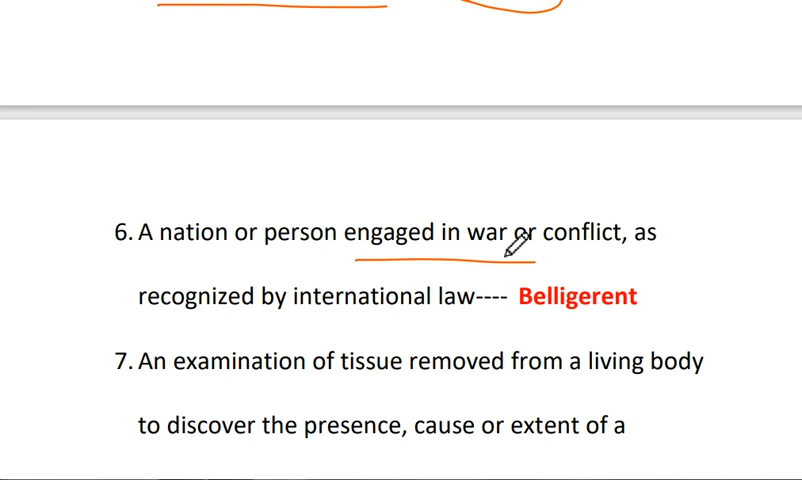 6. A nation or person engaged in war or conflict, as
recognized by international law---- Belligerent
7. An examination of tissue removed from a living body
to discover the presence, cause or extent of a